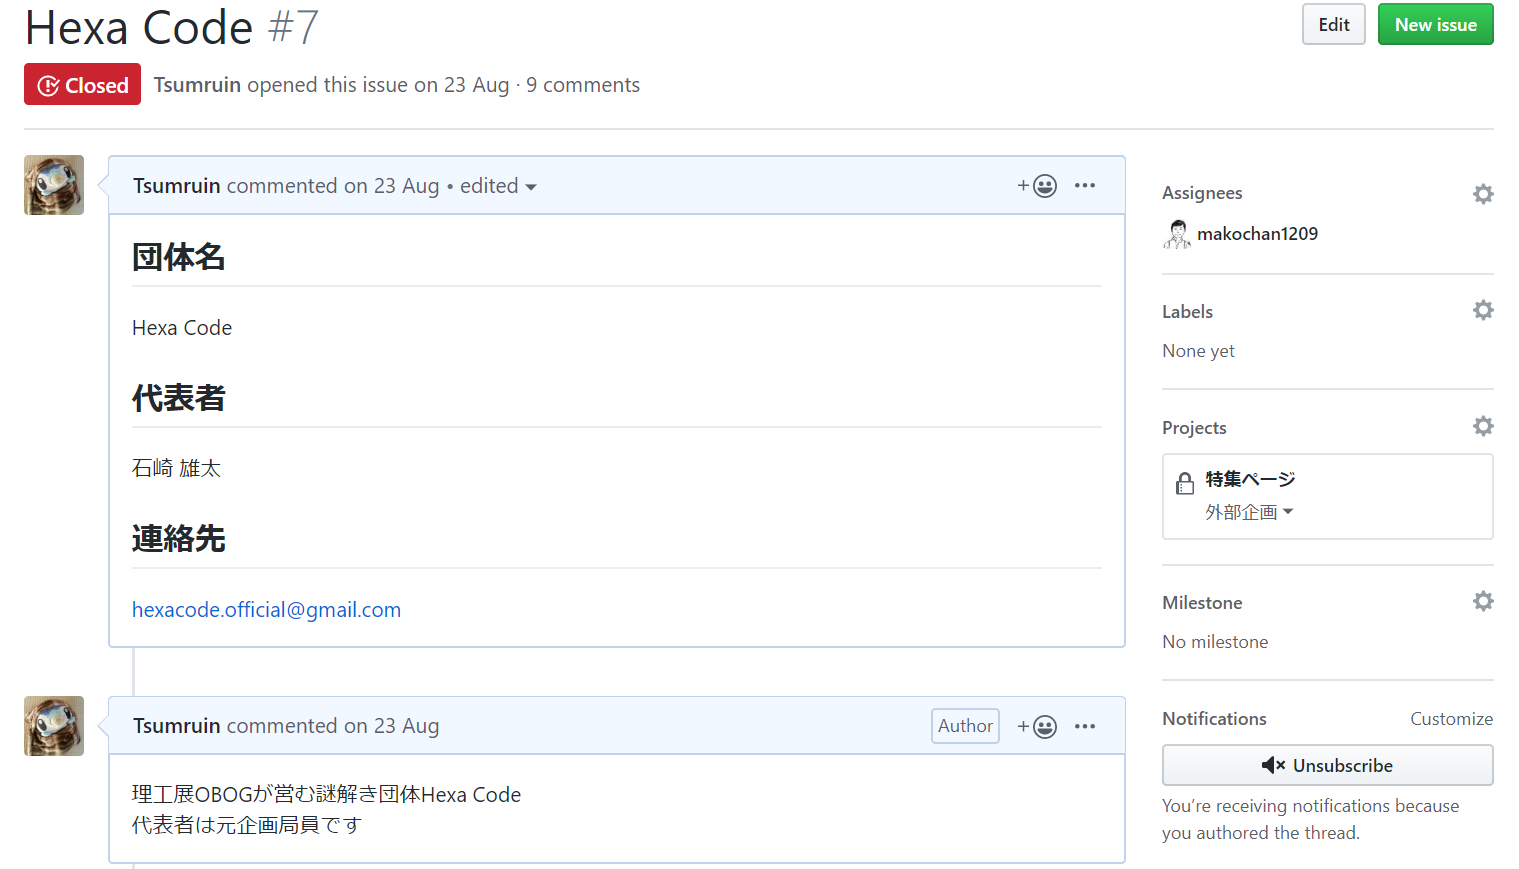 Hexa Code #7
Edit
New issue
Closed
Tsumruin opened this issue on 23 Aug · 9 comments
Tsumruin commented on 23 Aug • edited
団体名
Hexa Code
代表者
石崎 雄太
連絡先
hexacode.official@gmail.com
Tsumruin commented on 23 Aug
Author
理工展OBOGが営む謎解き団体Hexa Code
代表者は元企画局員です
Assignees
makochan1209
Labels
None yet
Projects
特集ページ
外部企画
Milestone
No milestone
Notifications
Customize
Unsubscribe
You’re receiving notifications because
you authored the thread.